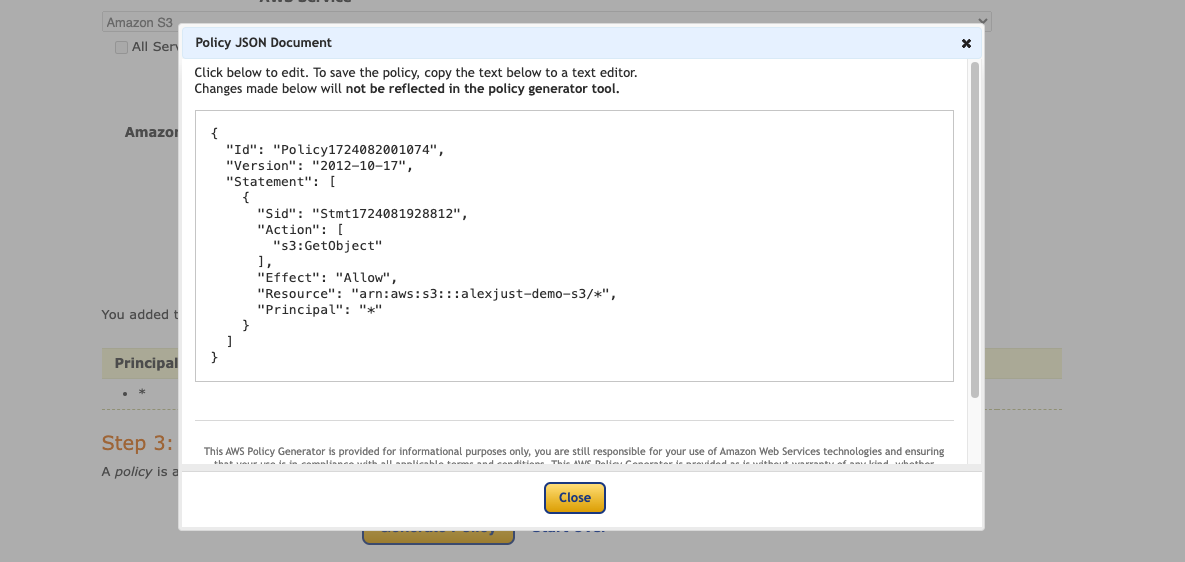 AWS Service
Amazon S3
All Serv
Policy JSON Document
Click below to edit. To save the policy, copy the text below to a text editor.
Changes made below will not be reflected in the policy generator tool.
Amazon
{
"Id": "Policy1724082001074",
"Version": "2012-10-17",
"Statement": [
{
"Sid": "Stmt1724081928812",
"Action": [
"s3:GetObject"
],
"Effect": "Allow",
"Resource": "arn:aws:s3:::alexjust-demo-s3/*",
"Principal": "*"
}
]
}
You added t
Principal
• *
Step 3:
A policy is a
This AWS Policy Generator is provided for informational purposes only, you are still responsible for your use of Amazon Web Services technologies and ensuring
that your use is in compliance with all applicable terms and conditions. This AWS Policy Generator is provided as is without warranty of any kind, whether
Close
Generate Policy
Start Over